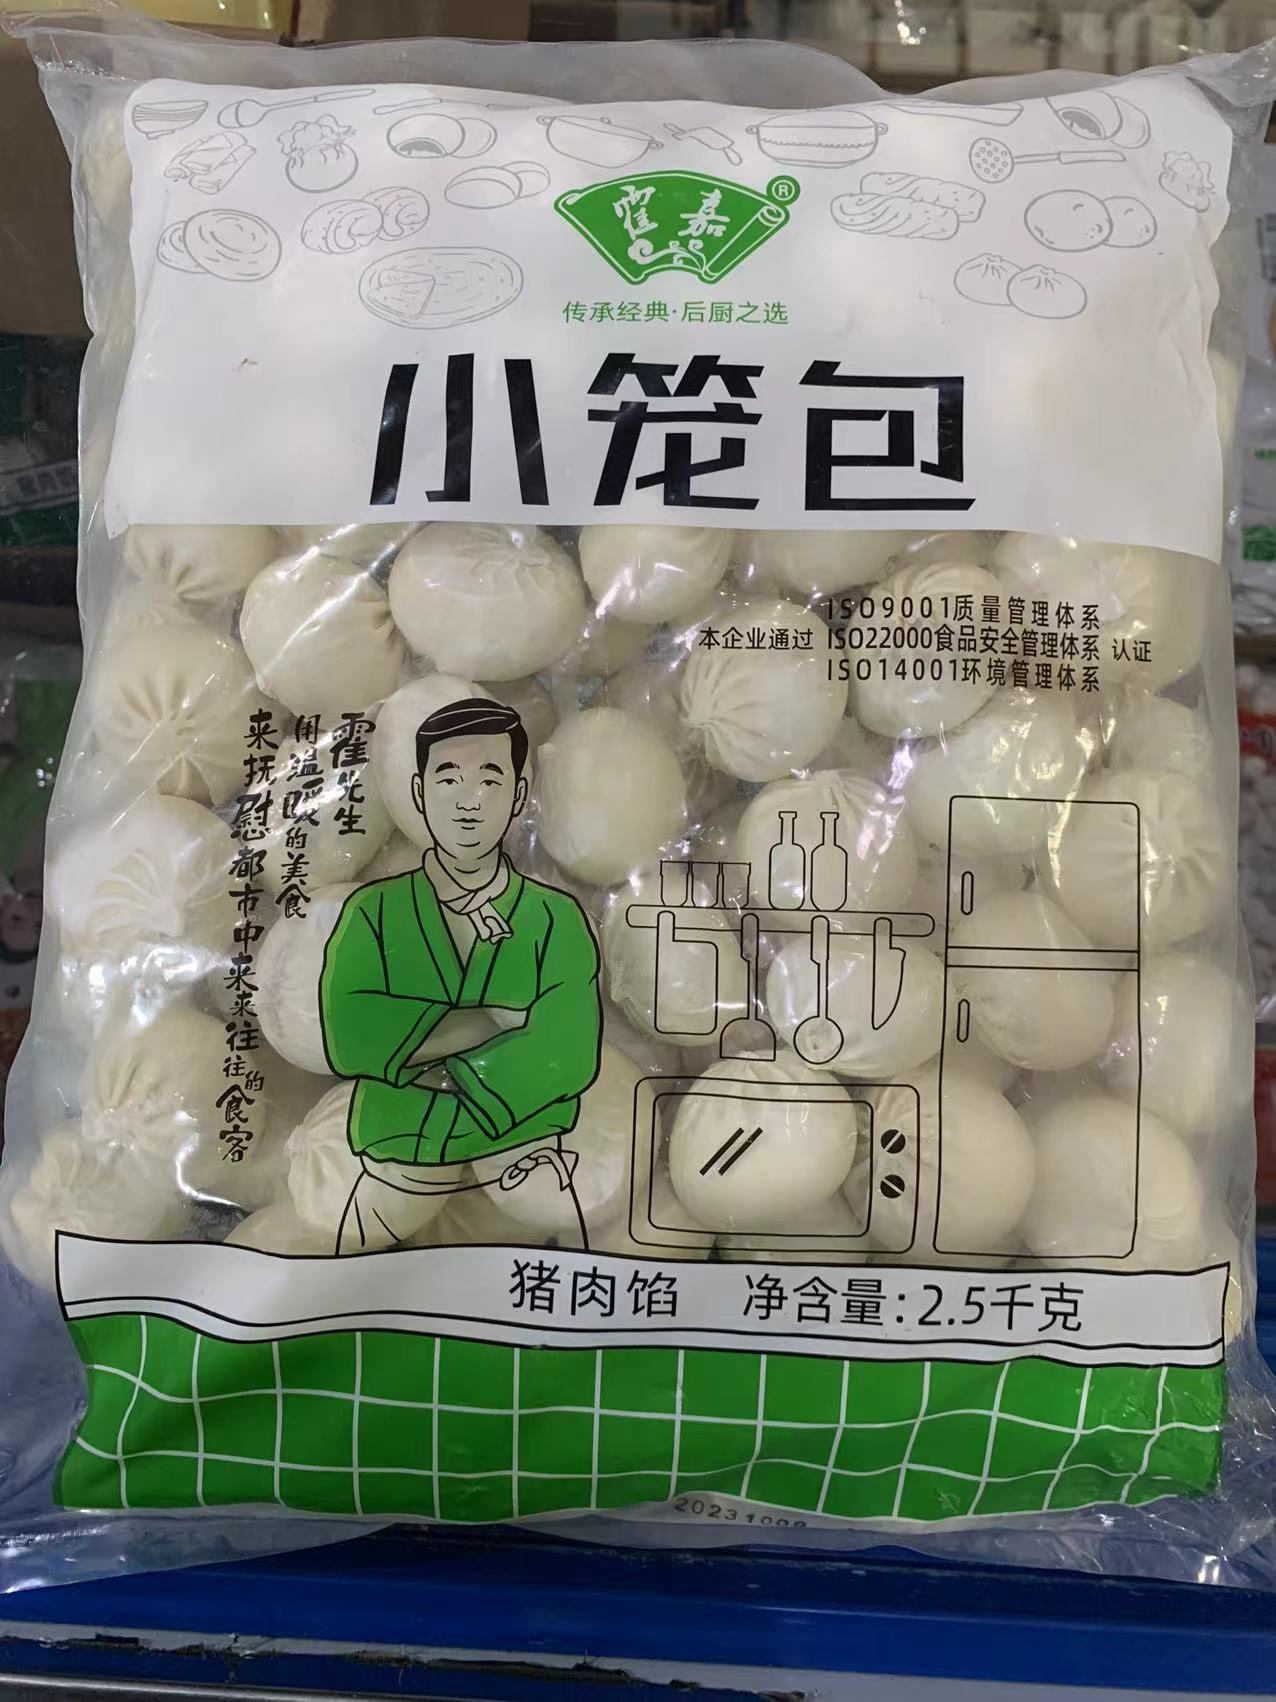 霍嘉®
传承经典·后厨之选
小笼包
ISO9001质量管理体系
本企业通过 ISO22000食品安全管理体系 认证
ISO14001环境管理体系
霍先生
用温暖的美食
来抚慰都市中来来往往的食客
猪肉馅 净含量:2.5千克